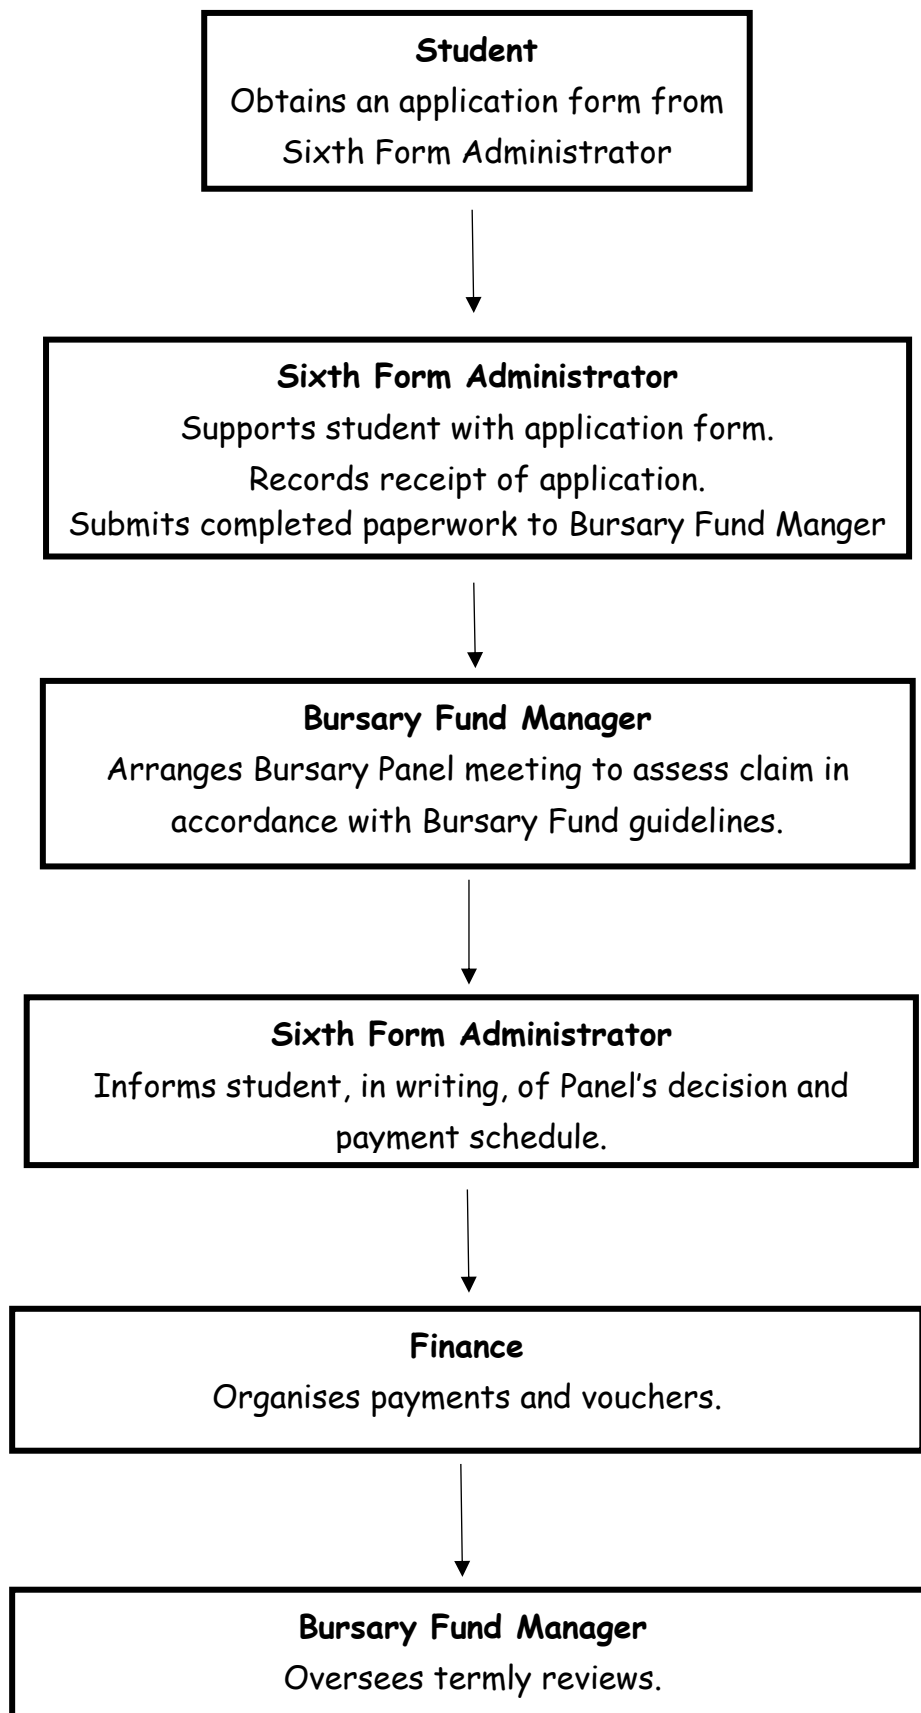 Student
Obtains an application form from
Sixth Form Administrator
Sixth Form Administrator
Supports student with application form.
Records receipt of application.
Submits completed paperwork to Bursary Fund Manger
Bursary Fund Manager
Arranges Bursary Panel meeting to assess claim in
accordance with Bursary Fund guidelines.
Sixth Form Administrator
Informs student, in writing, of Panel’s decision and
payment schedule.
Finance
Organises payments and vouchers.
Bursary Fund Manager
Oversees termly reviews.